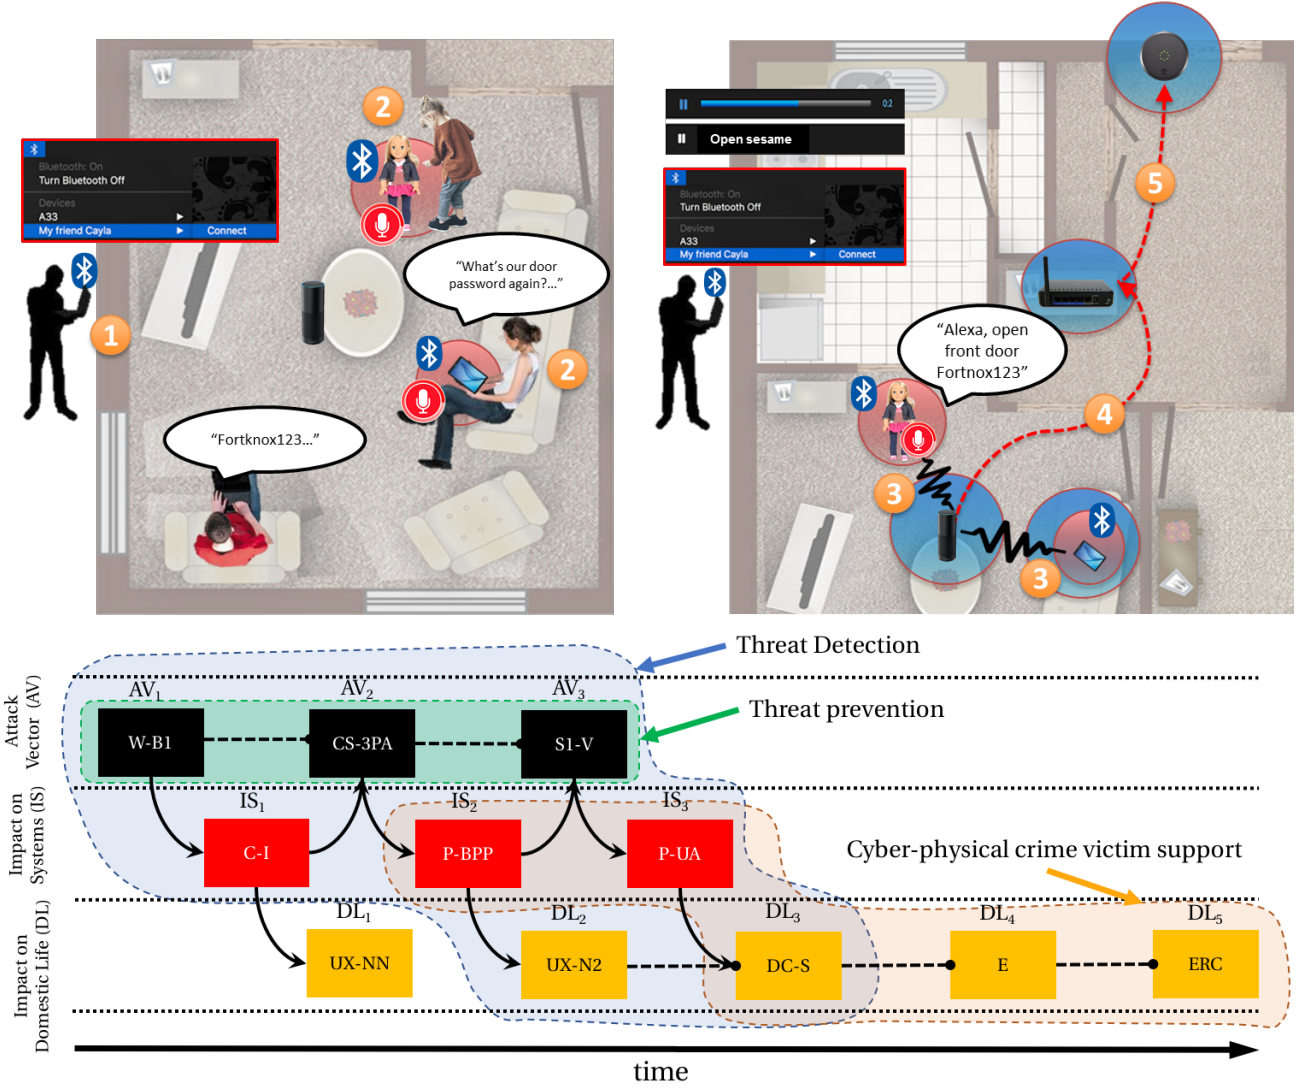 Bluetooth: On
Turn Bluetooth Off
Devices
A33
My friend Cayla
Connect
1
2
"What's our door
password again?..."
2
"Fortknox123..."
0:2
Open sesame
Bluetooth: On
Turn Bluetooth Off
Devices
A33
My friend Cayla
Connect
5
"Alexa, open
front door
Fortnox123"
4
3
3
Threat Detection
Threat prevention
Cyber-physical crime victim support
Attack
Vector (AV)
AV1
AV2
AV3
W-B1
CS-3PA
S1-V
Impact on
Systems (IS)
IS1
IS2
IS3
C-I
P-BPP
P-UA
Impact on
Domestic Life (DL)
DL1
DL2
DL3
DL4
DL5
UX-NN
UX-N2
DC-S
E
ERC
time